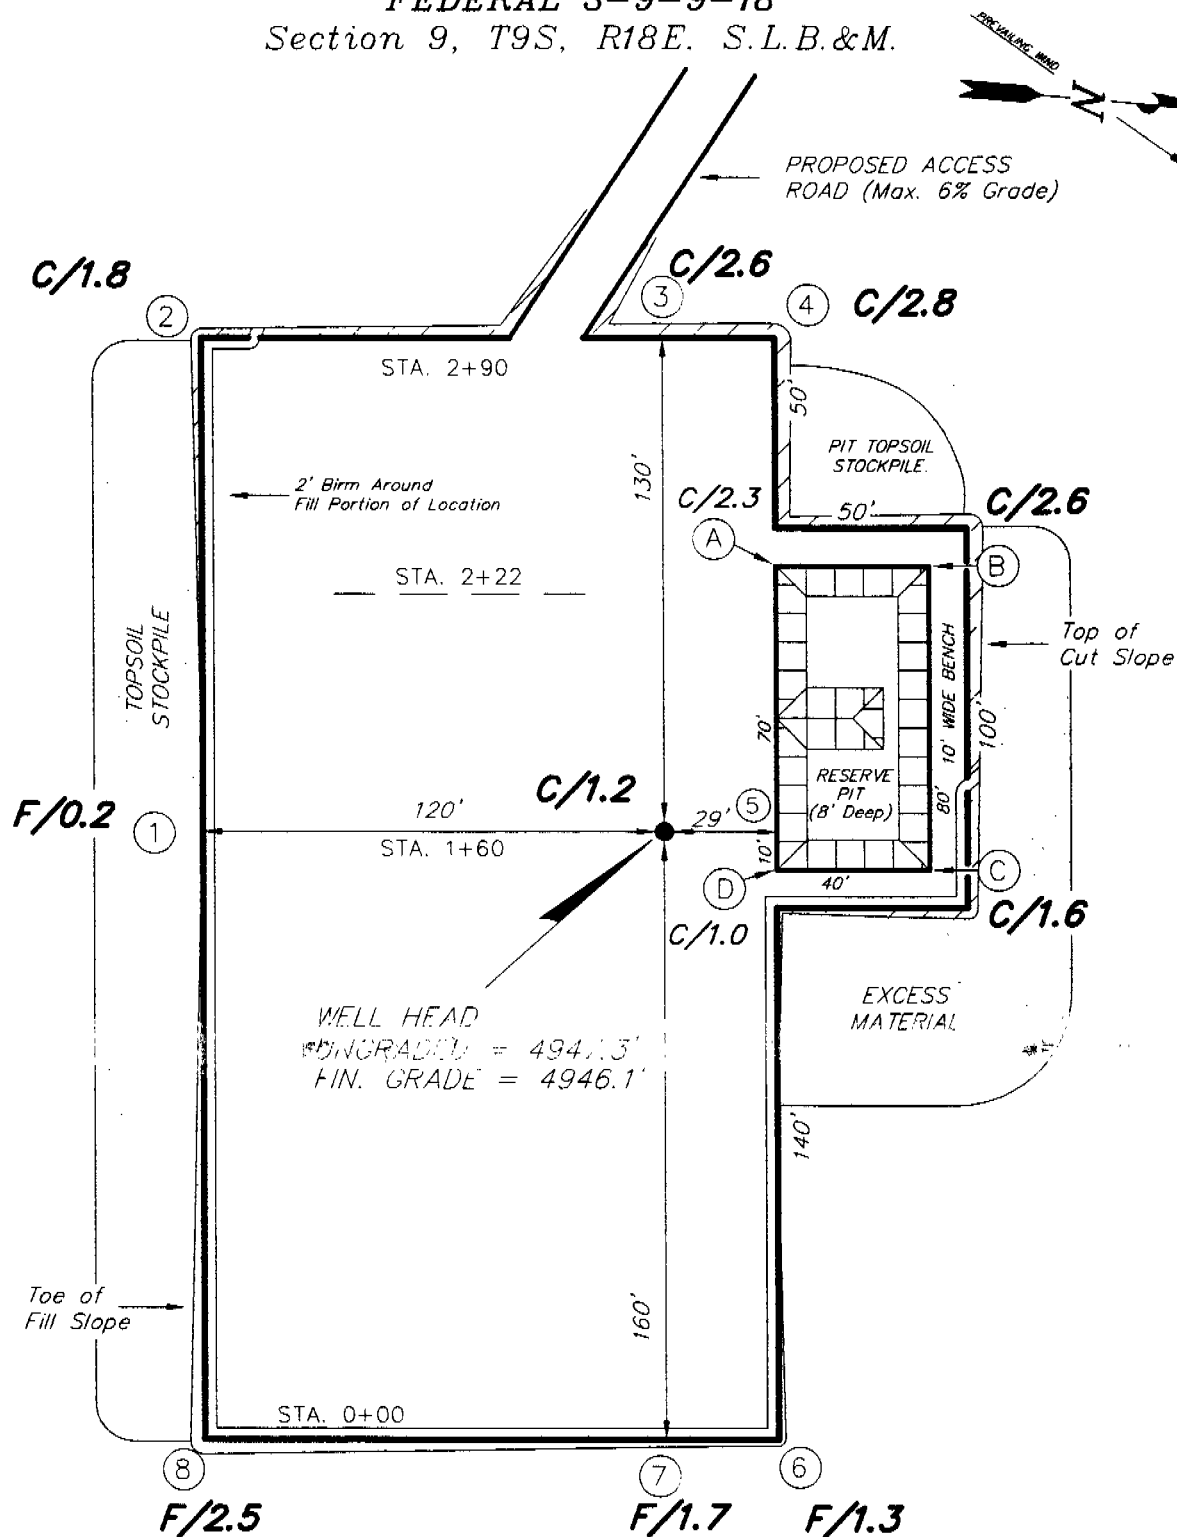 FEDERAL S-9-9-18
Section 9, T9S, R18E. S.L.B.&M.
PREVAILING WIND
N
PROPOSED ACCESS
ROAD (Max. 6% Grade)
C/1.8
2
C/2.6
3
4
C/2.8
STA. 2+90
50'
PIT TOPSOIL
STOCKPILE.
2' Birm Around
Fill Portion of Location
130'
C/2.3
50'
C/2.6
A
B
STA. 2+22
TOPSOIL
STOCKPILE
Top of
Cut Slope
10' WIDE BENCH
100'
70'
RESERVE
PIT
(8' Deep)
80'
C/1.2
F/0.2
1
120'
STA. 1+60
29'
5
10'
D
40'
C
C/1.0
C/1.6
WELL HEAD
UNGRADED =
FIN. GRADE = 4946.1'
EXCESS
MATERIAL
140'
160'
Toe of
Fill Slope
STA. 0+00
8
7
6
F/2.5
F/1.7
F/1.3